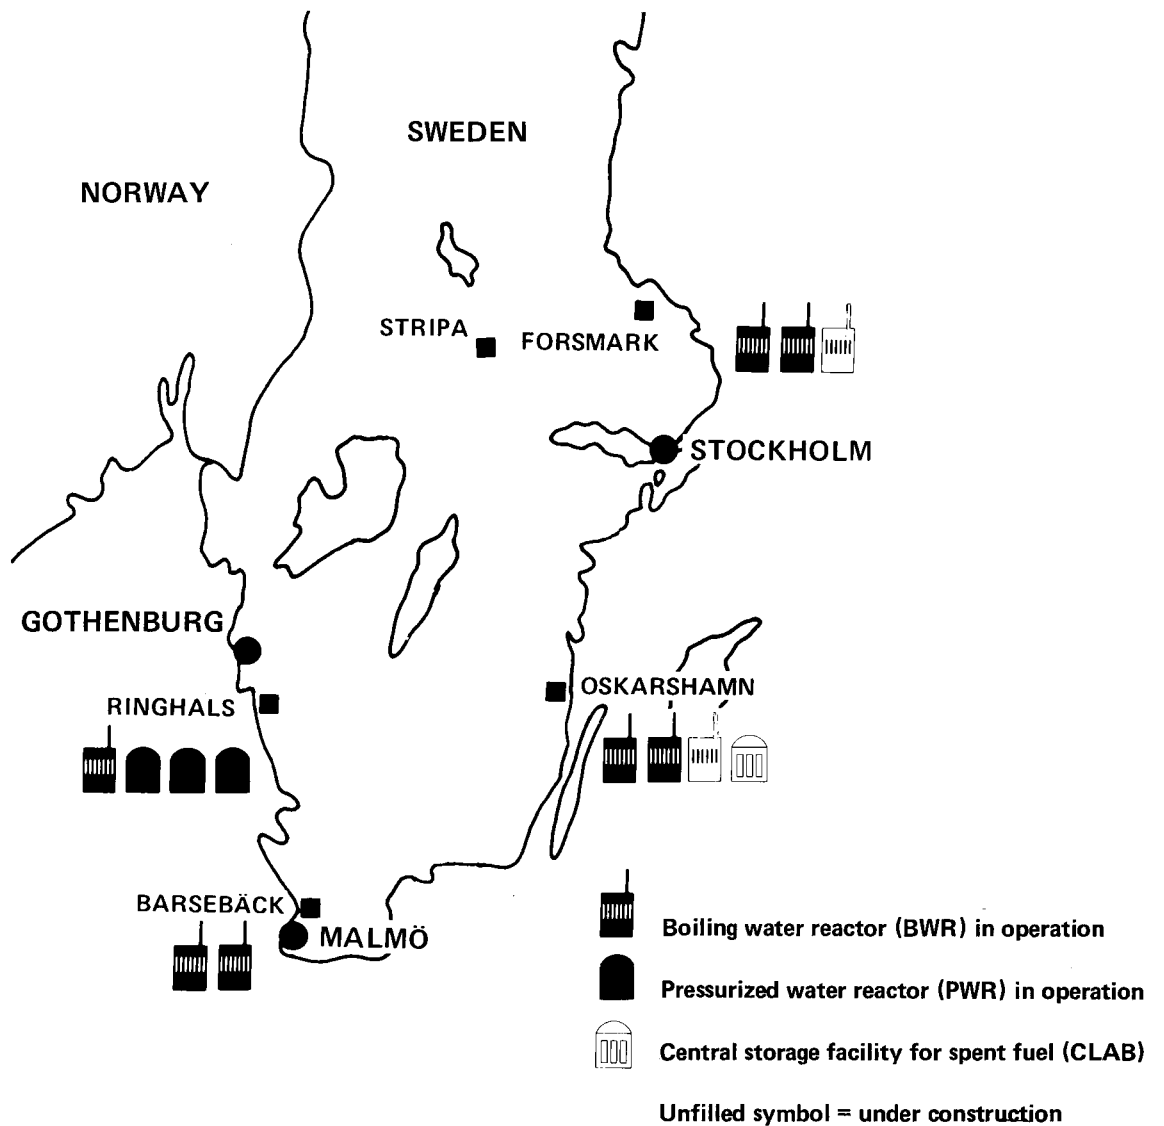 SWEDEN
NORWAY
STRIPA
FORSMARK
STOCKHOLM
GOTHENBURG
OSKARSHAMN
RINGHALS
BARSEBÄCK
MALMÖ
Boiling water reactor (BWR) in operation
Pressurized water reactor (PWR) in operation
Central storage facility for spent fuel (CLAB)
Unfilled symbol = under construction